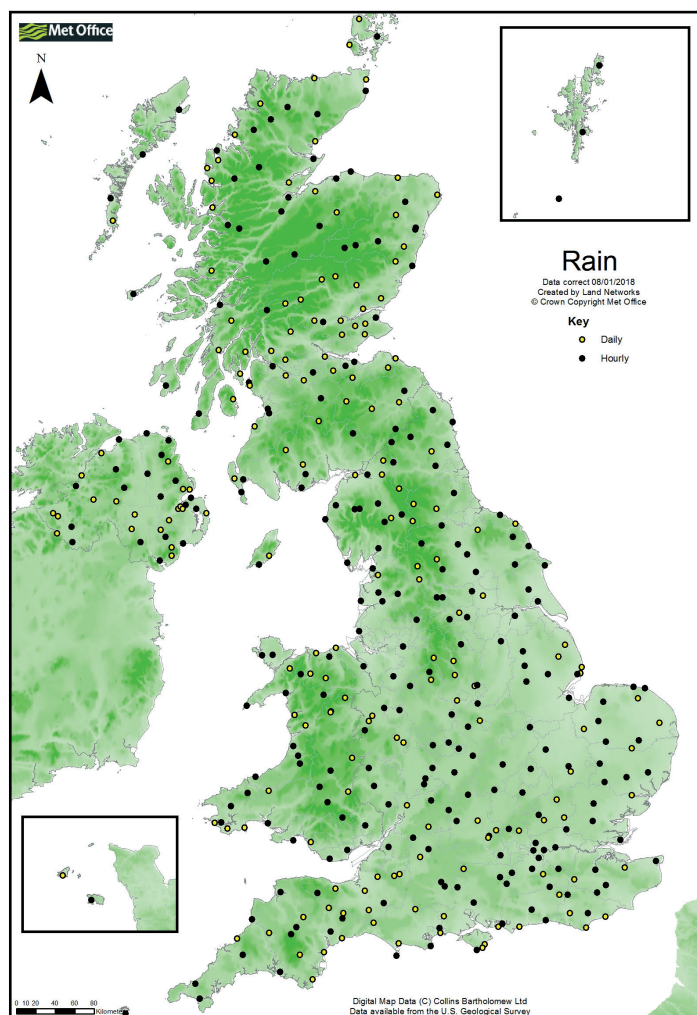 Met Office
N
Rain
Data correct 08/01/2018
Created by Land Networks
© Crown Copyright Met Office
Key
Daily
Hourly
0 10 20 40 60 80
Kilometers
Digital Map Data (C) Collins Bartholomew Ltd
Data available from the U.S. Geological Survey